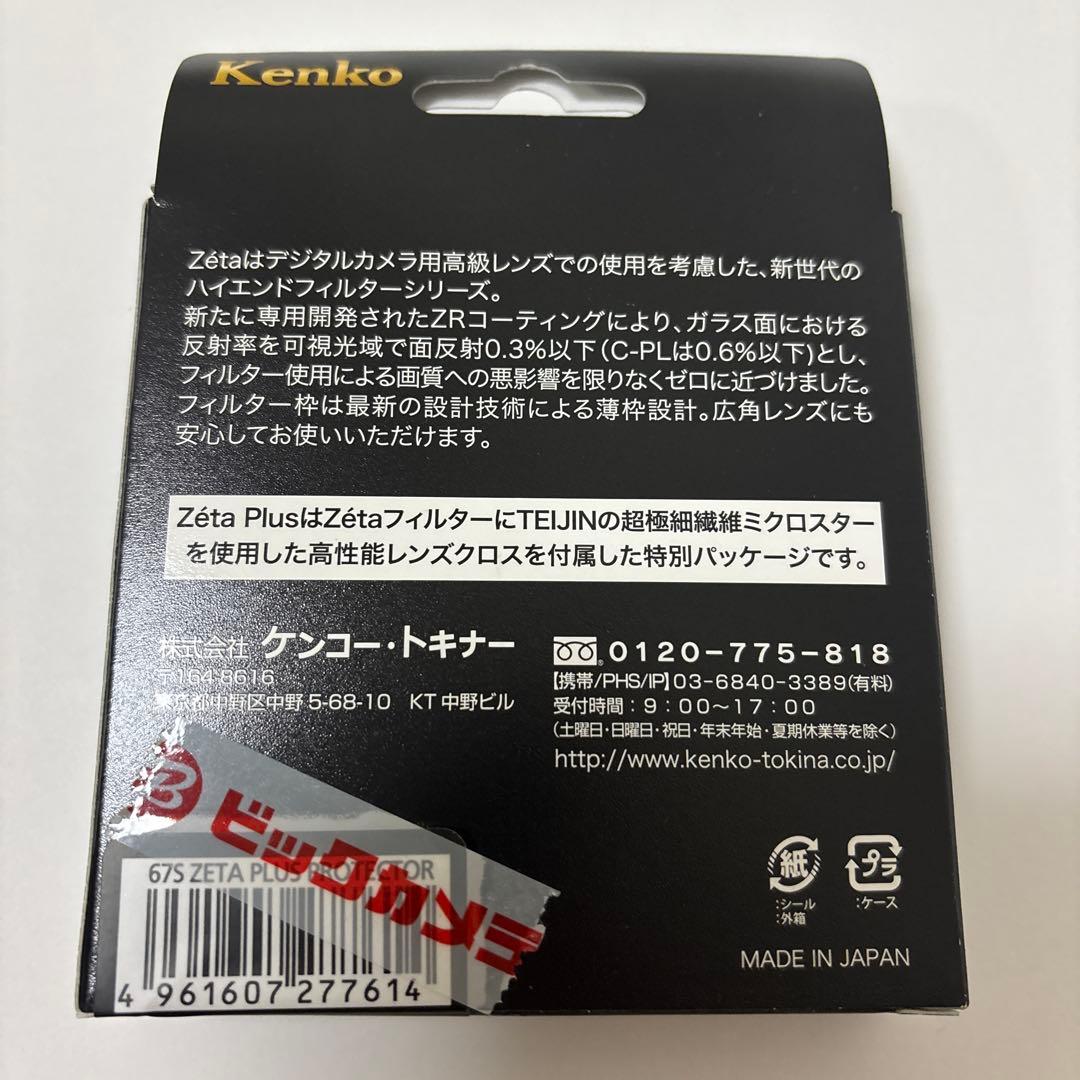 Kenko
Zétaはデジタルカメラ用高級レンズでの使用を考慮した、新世代の
ハイエンドフィルターシリーズ。
新たに専用開発されたZRコーティングにより、ガラス面における
反射率を可視光域で面反射0.3%以下(C-PLは0.6%以下)とし、
フィルター使用による画質への悪影響を限りなくゼロに近づけました。
フィルター枠は最新の設計技術による薄枠設計。広角レンズにも
安心してお使いいただけます。
Zéta PlusはZétaフィルターにTEIJINの超極細繊維ミクロスター
を使用した高性能レンズクロスを付属した特別パッケージです。
株式会社 ケンコー・トキナー
〒164-8616
東京都中野区中野 5-68-10 KT 中野ビル
0120-775-818
【携帯/PHS/IP】03-6840-3389(有料)
受付時間:9:00~17:00
(土曜日・日曜日・祝日・年末年始・夏期休業等を除く)
http://www.kenko-tokina.co.jp/
ビックカメラ
67S ZETA PLUS PROTECTOR
4 961607 277614
紙
:シール
:外箱
プラ
:ケース
MADE IN JAPAN